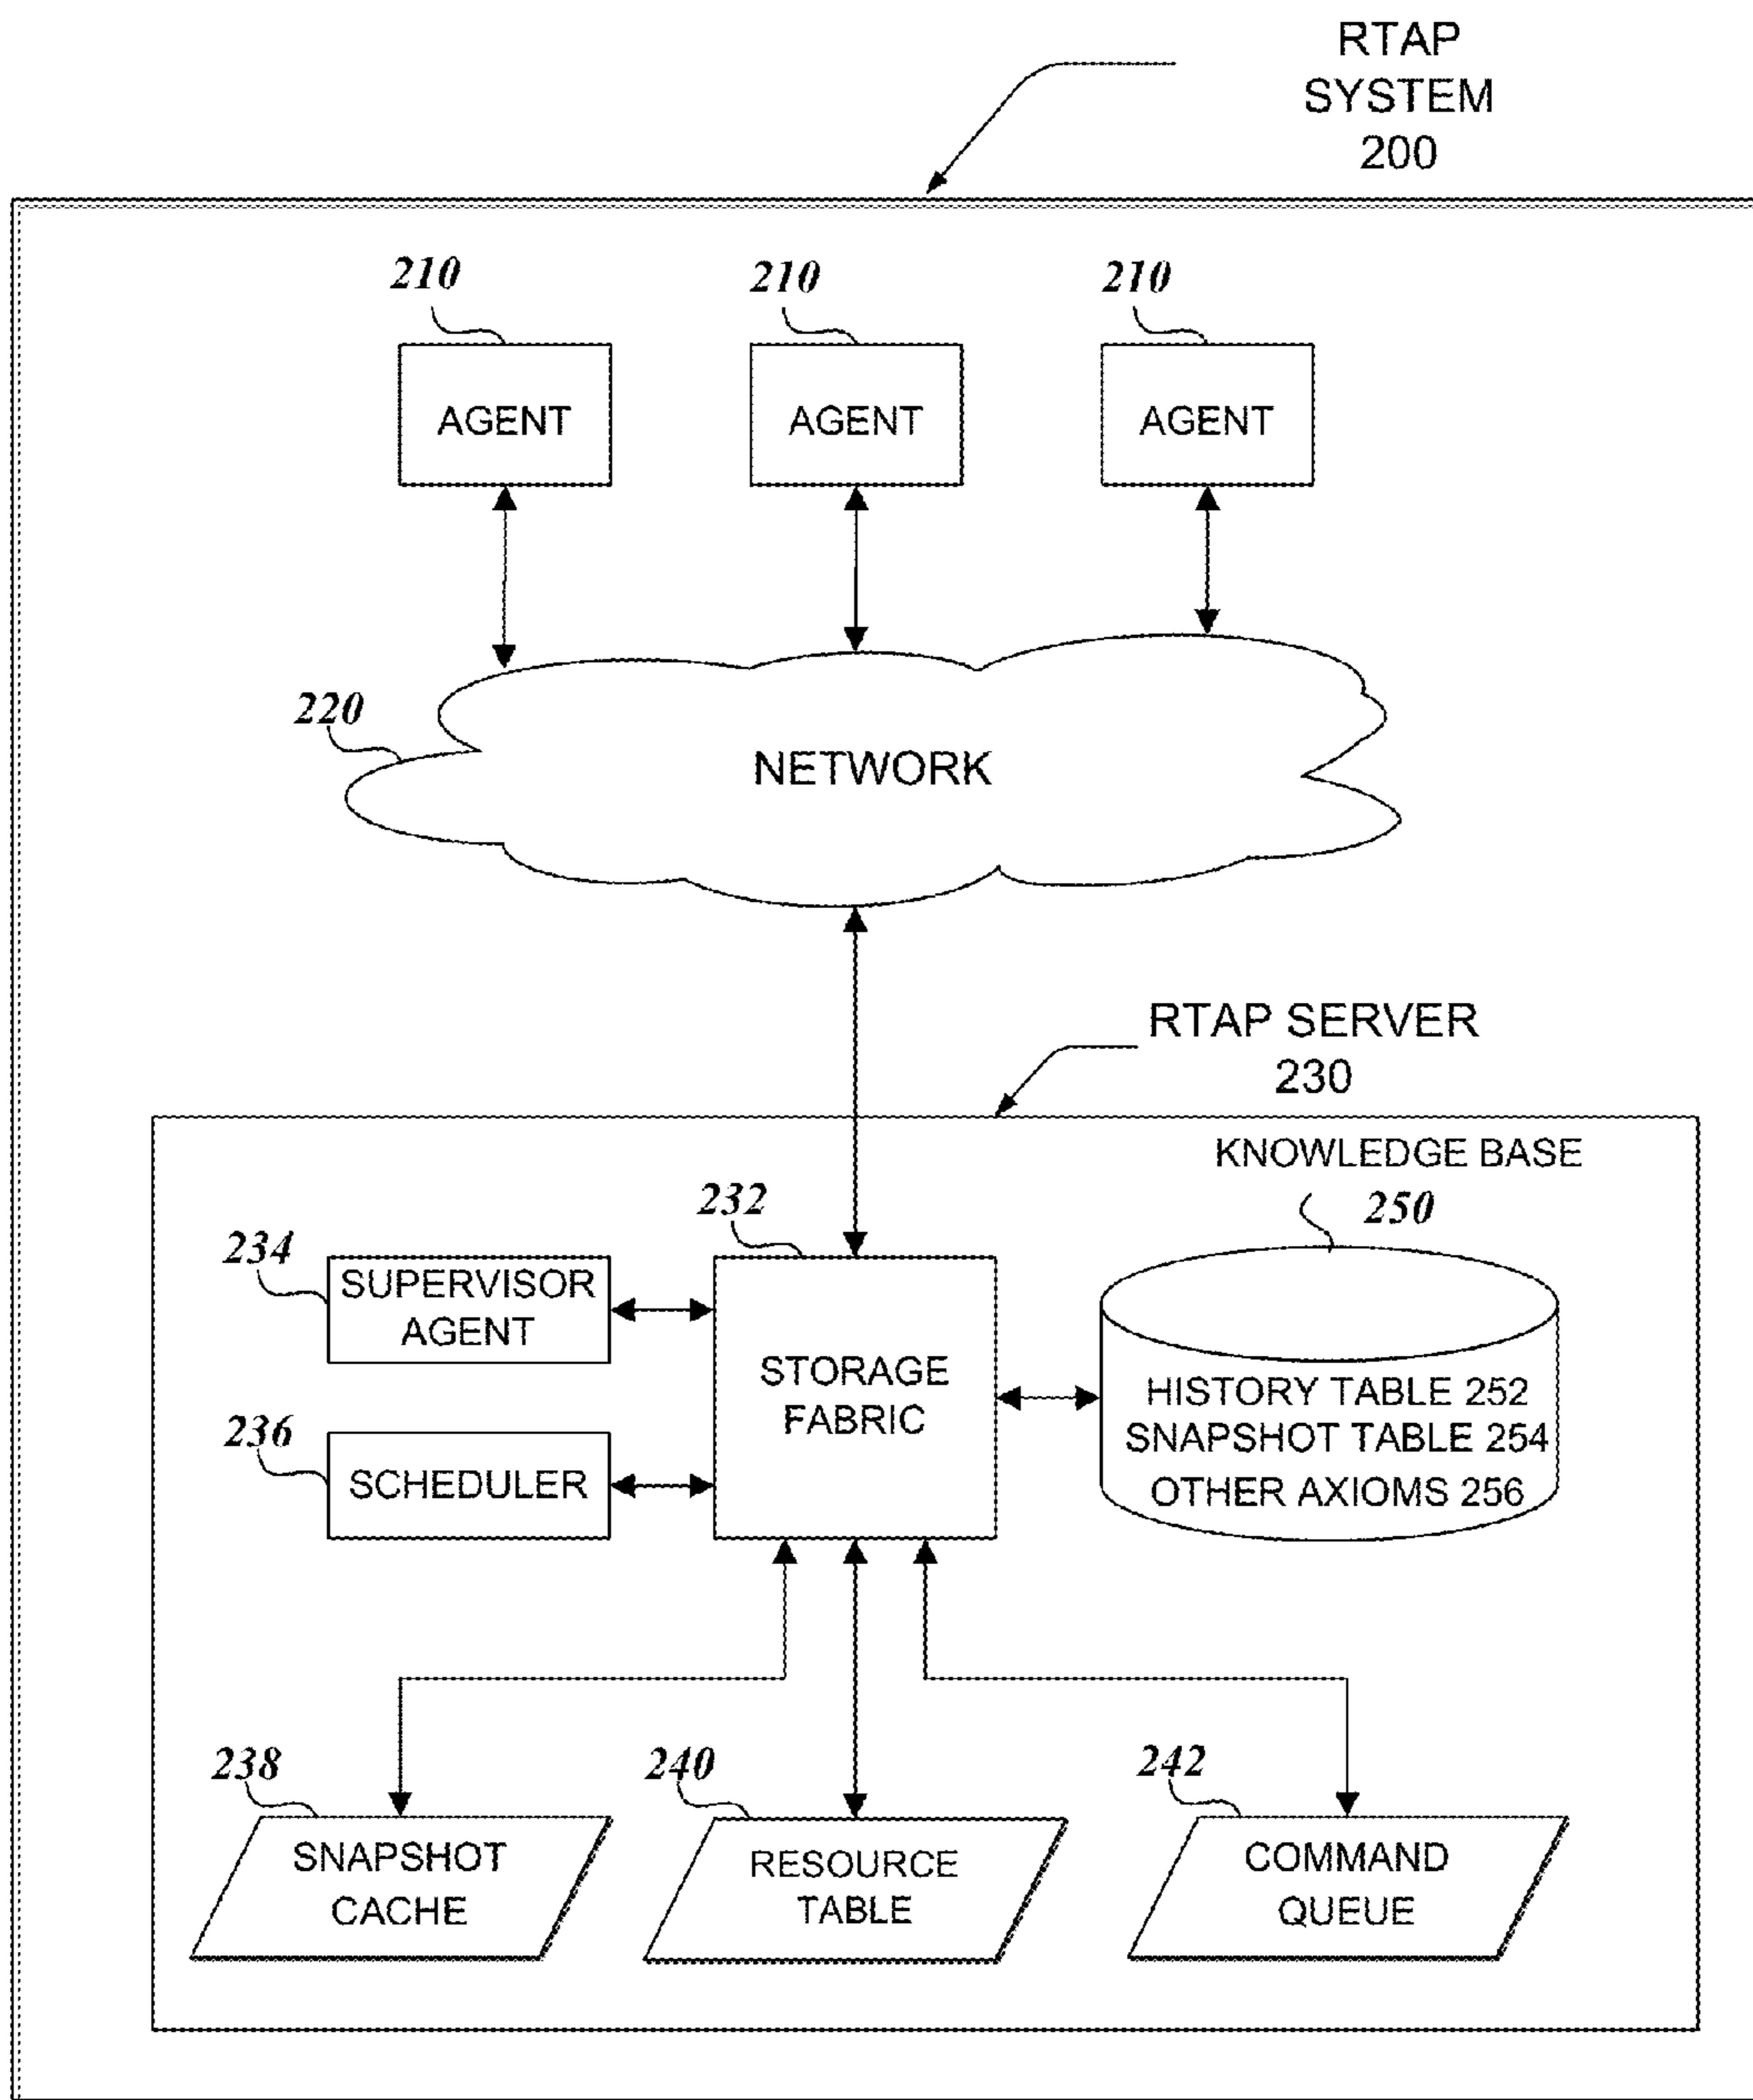 RTAP
SYSTEM
200
210
210
210
AGENT
AGENT
AGENT
220
NETWORK
RTAP SERVER
230
KNOWLEDGE BASE
250
232
234
SUPERVISOR
AGENT
STORAGE
FABRIC
HISTORY TABLE 252
SNAPSHOT TABLE 254
OTHER AXIOMS 256
236
SCHEDULER
238
240
242
SNAPSHOT
CACHE
RESOURCE
TABLE
COMMAND
QUEUE